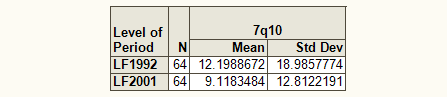 Level of 7q10
Period N Mean Std Dev
LF1992 64 12.1988672 18.9857774
LF2001 64 9.1183484 12.8122191